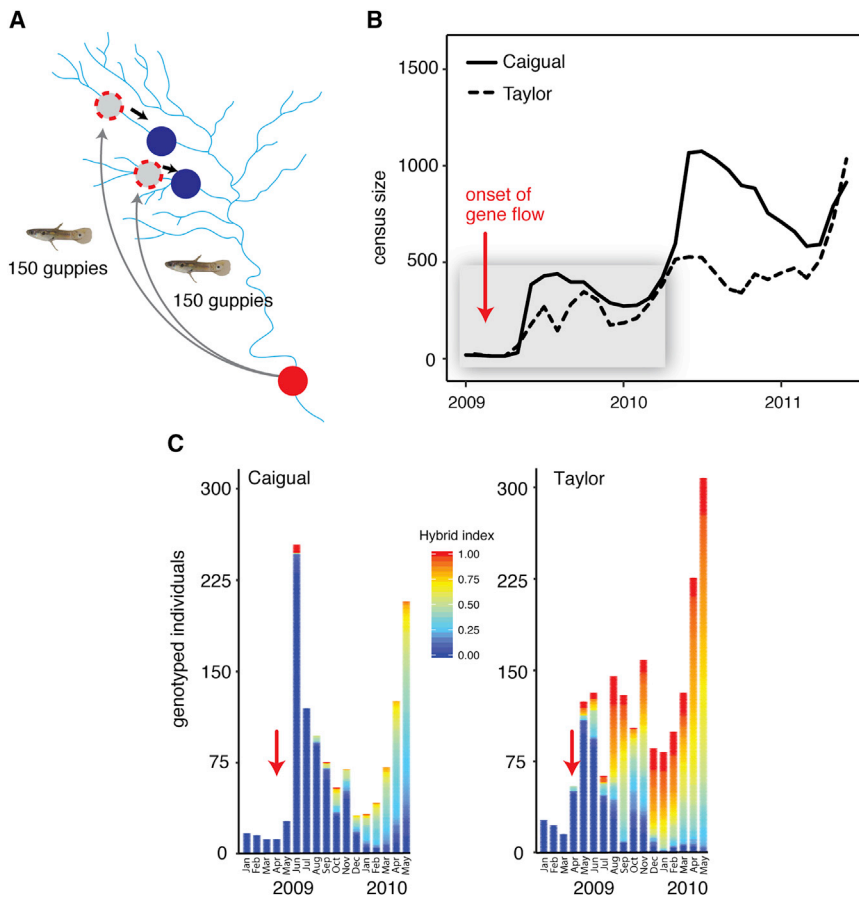 A
150 guppies
150 guppies
B
census size
1500
1000
500
0
Caigual
Taylor
onset of
gene flow
2009
2010
2011
C
genotyped individuals
300
225
150
75
0
Caigual
Jan
Feb
Mar
Apr
May
Jun
Jul
Aug
Sep
Oct
Nov
Dec
Jan
Feb
Mar
Apr
May
2009
2010
Hybrid index
1.00
0.75
0.50
0.25
0.00
300
225
150
75
0
Taylor
Jan
Feb
Mar
Apr
May
Jun
Jul
Aug
Sep
Oct
Nov
Dec
Jan
Feb
Mar
Apr
May
2009
2010